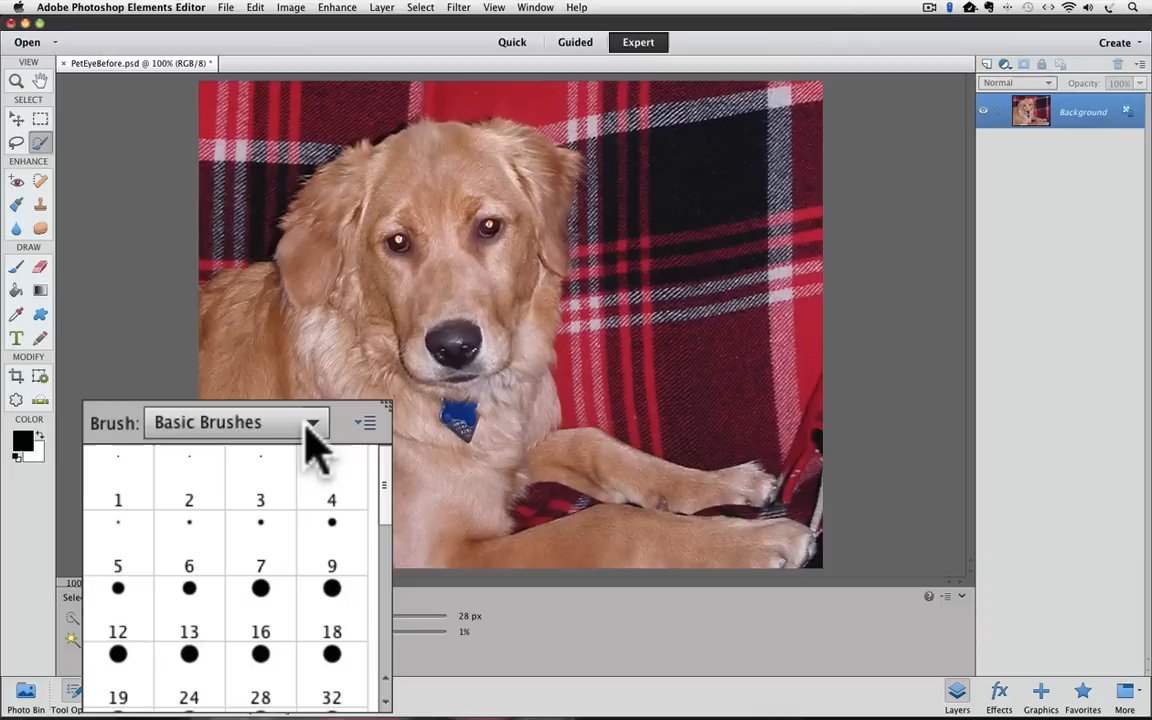 Adobe Photoshop Elements Editor File Edit Image Enhance Layer Select Filter View Window Help
Open Quick Guided Expert Create
VIEW × PetEyeBefore.psd @ 100% (RGB/8) *
Normal Opacity: 100%
SELECT
Background
ENHANCE
DRAW
MODIFY
COLOR
Brush: Basic Brushes
1 2 3 4
5 6 7 9
12 13 16 18
19 24 28 32
100
Sele
28 px
1%
Photo Bin Tool Op Layers Effects Graphics Favorites More